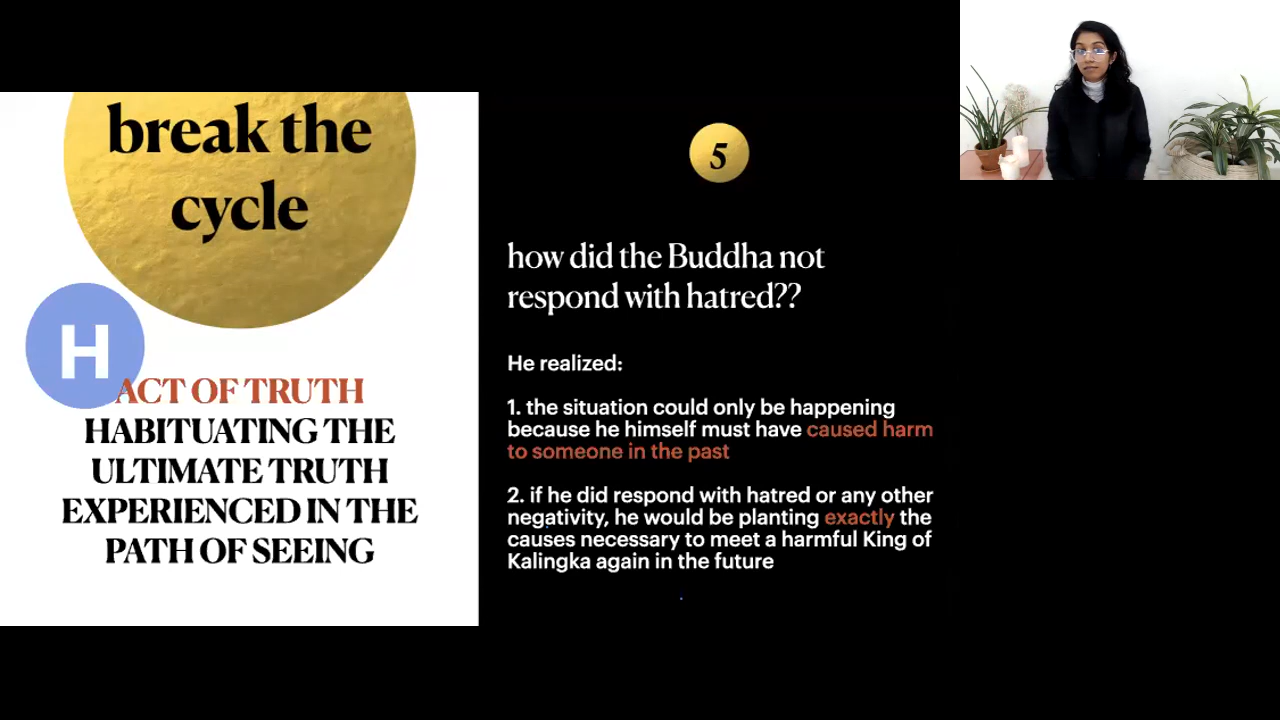 break the
cycle
H
ACT OF TRUTH
HABITUATING THE
ULTIMATE TRUTH
EXPERIENCED IN THE
PATH OF SEEING
5
how did the Buddha not
respond with hatred??
He realized:
1. the situation could only be happening
because he himself must have caused harm
to someone in the past
2. if he did respond with hatred or any other
negativity, he would be planting exactly the
causes necessary to meet a harmful King of
Kalingka again in the future